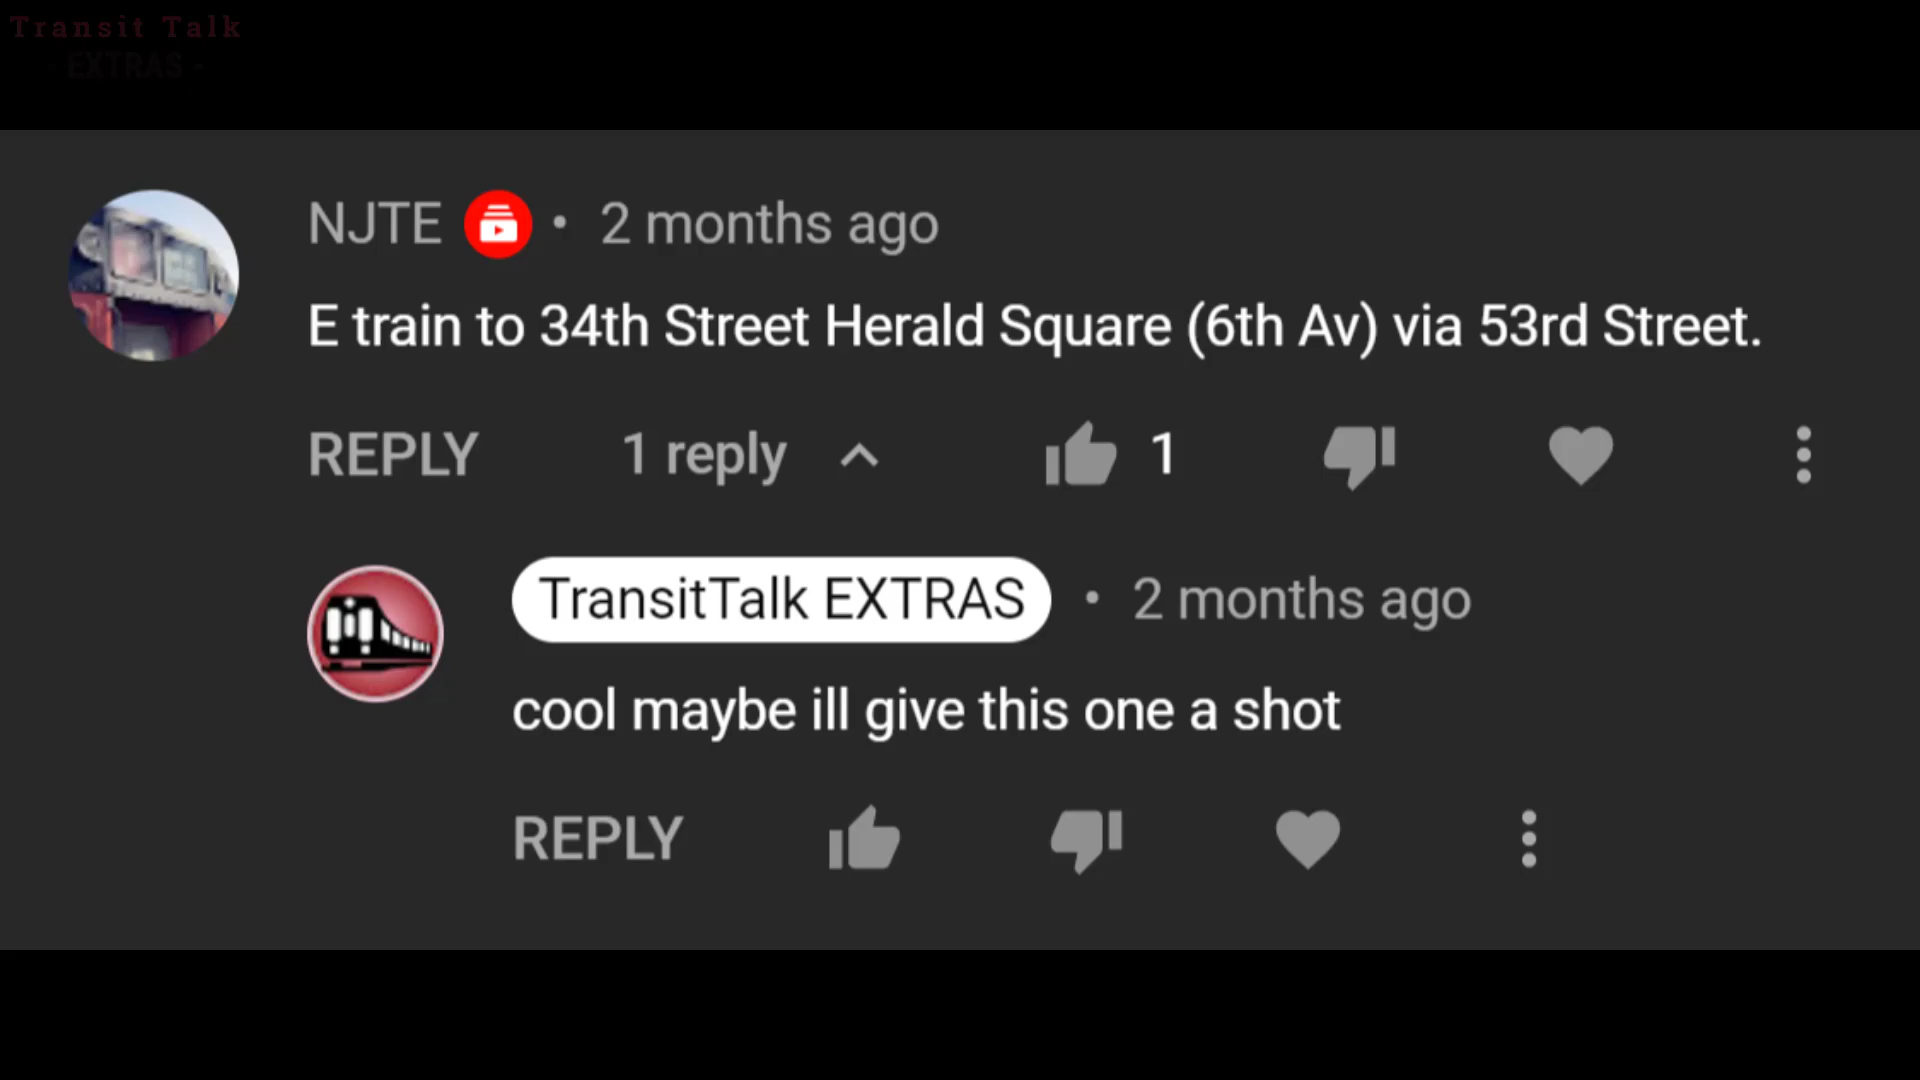 Transit Talk
- EXTRAS -
NJTE • 2 months ago
E train to 34th Street Herald Square (6th Av) via 53rd Street.
REPLY 1 reply 1
TransitTalk EXTRAS • 2 months ago
cool maybe ill give this one a shot
REPLY